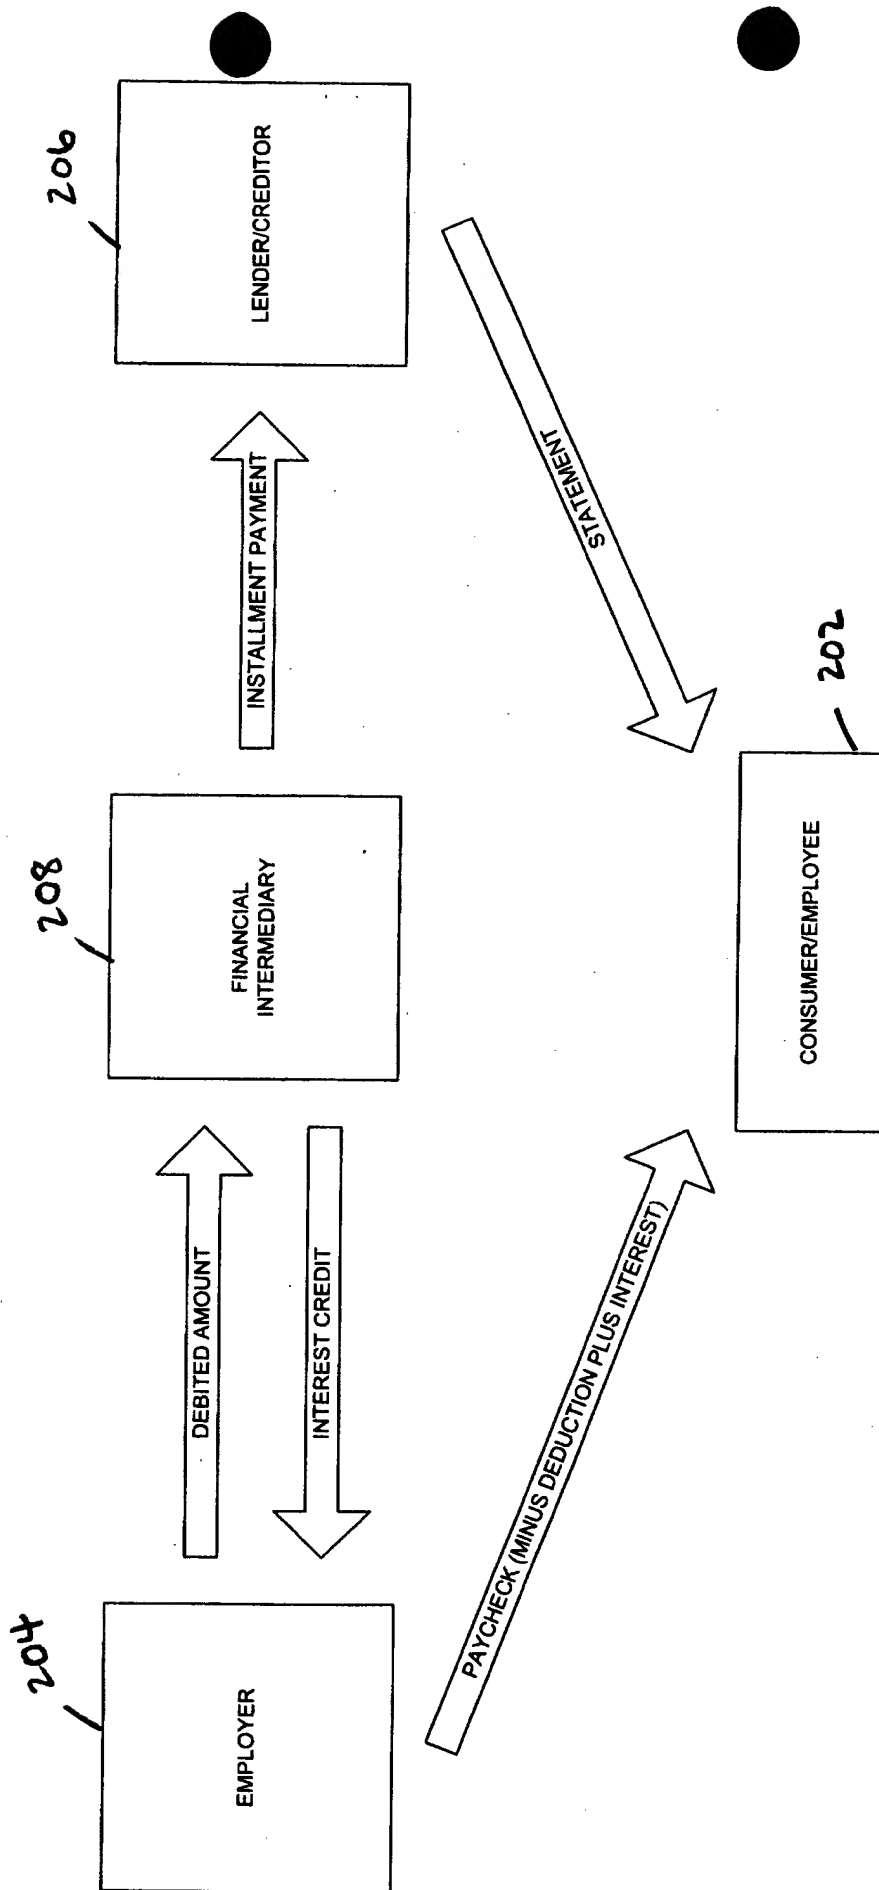 204
208
206
EMPLOYER
DEBITED AMOUNT
INTEREST CREDIT
FINANCIAL
INTERMEDIARY
INSTALLMENT PAYMENT
LENDER/CREDITOR
PAYCHECK (MINUS DEDUCTION PLUS INTEREST)
STATEMENT
202
CONSUMER/EMPLOYEE